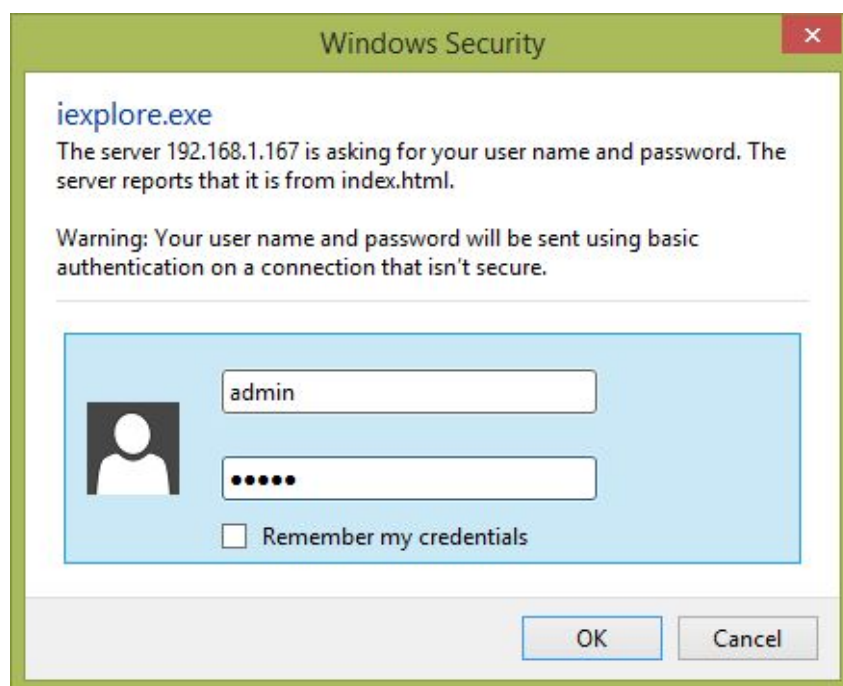 Windows Security
iexplore.exe
The server 192.168.1.167 is asking for your user name and password. The
server reports that it is from index.html.
Warning: Your user name and password will be sent using basic
authentication on a connection that isn't secure.
admin
●●●●●
Remember my credentials
OK
Cancel